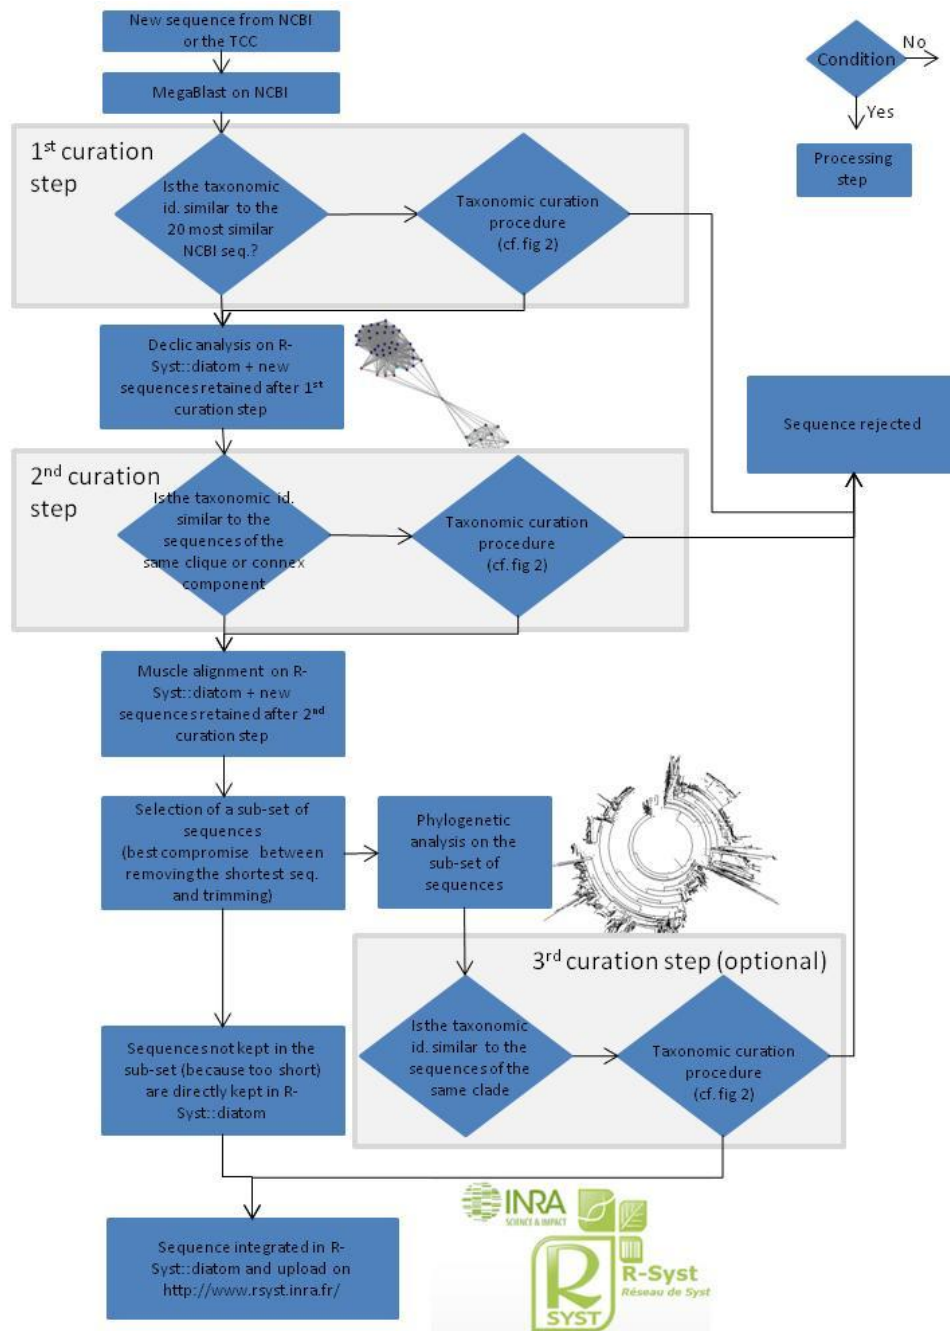 New sequence from NCBI
or the TCC
MegaBlast on NCBI
No
Condition
Yes
Processing
step
1st curation
step
Is the taxonomic
id. similar to the
20 most similar
NCBI seq.?
Taxonomic curation
procedure
(cf. fig 2)
Declic analysis on R-
Syst::diatom + new
sequences retained after 1st
curation step
Sequence rejected
2nd curation
step
Is the taxonomic id.
similar to the
sequences of the
same clique or connex
component
Taxonomic curation
procedure
(cf. fig 2)
Muscle alignment on R-
Syst::diatom + new
sequences retained after 2nd
curation step
Selection of a sub-set of
sequences
(best compromise between
removing the shortest seq.
and trimming)
Phylogenetic
analysis on the
sub-set of
sequences
3rd curation step (optional)
Is the taxonomic
id. similar to the
sequences of the
same clade
Taxonomic curation
procedure
(cf. fig 2)
Sequences not kept in the
sub-set (because too short)
are directly kept in R-
Syst::diatom
Sequence integrated in R-
Syst::diatom and upload on
http://www.rsyst.inra.fr/
INRA
SCIENCE & IMPACT
R
SYST
R-Syst
Réseau de Syst